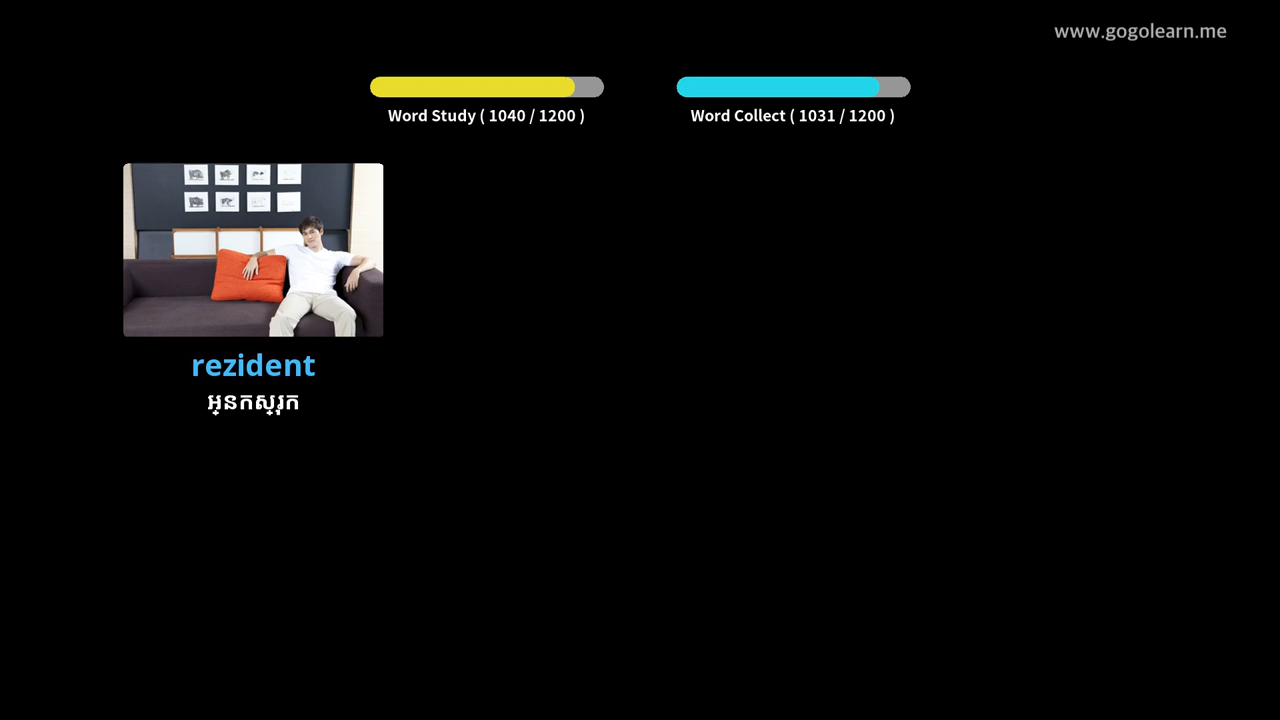 www.gogolearn.me
Word Study ( 1040 / 1200 )
Word Collect ( 1031 / 1200 )
rezident
អ្នកស្រុក